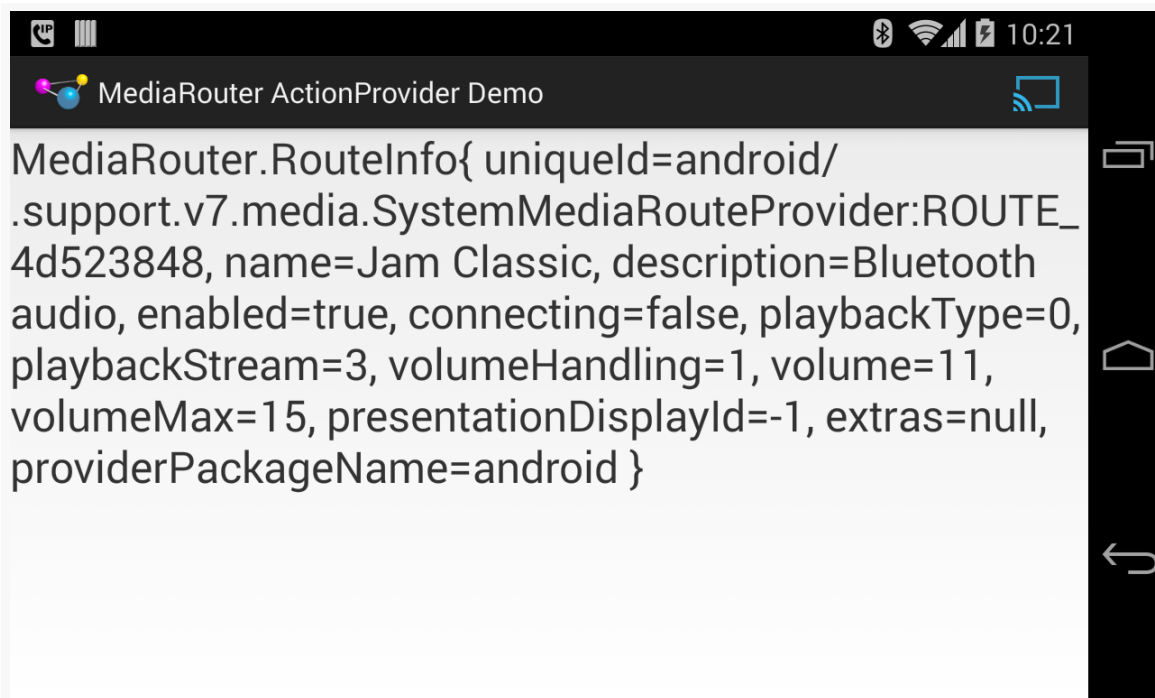 IP
10:21
MediaRouter ActionProvider Demo
MediaRouter.RouteInfo{ uniqueId=android/
.support.v7.media.SystemMediaRouteProvider:ROUTE_
4d523848, name=Jam Classic, description=Bluetooth
audio, enabled=true, connecting=false, playbackType=0,
playbackStream=3, volumeHandling=1, volume=11,
volumeMax=15, presentationDisplayId=-1, extras=null,
providerPackageName=android }